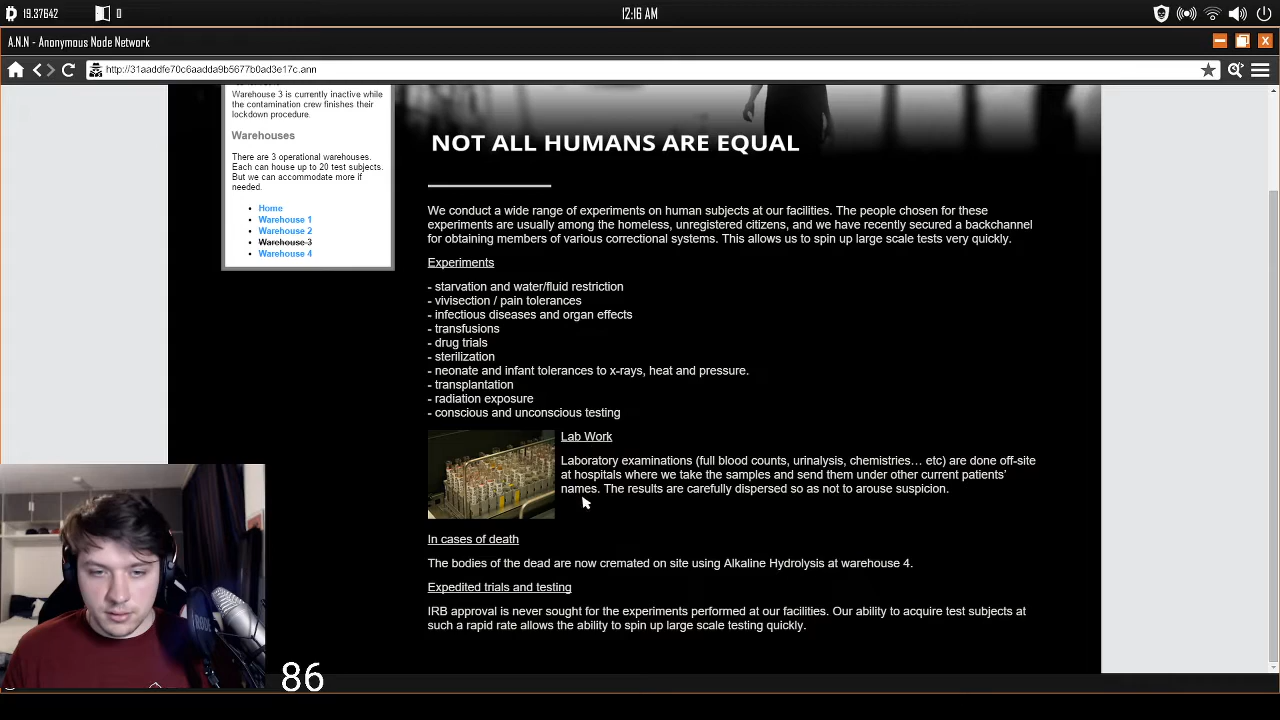 19.37642
0
12:16 AM
A.N.N - Anonymous Node Network
http://31aaddfe70c6aadda9b5677b0ad3e17c.ann
Warehouse 3 is currently inactive while
the contamination crew finishes their
lockdown procedure.
Warehouses
There are 3 operational warehouses.
Each can house up to 20 test subjects.
But we can accommodate more if
needed.
Home
Warehouse 1
Warehouse 2
Warehouse 3
Warehouse 4
NOT ALL HUMANS ARE EQUAL
We conduct a wide range of experiments on human subjects at our facilities. The people chosen for these
experiments are usually among the homeless, unregistered citizens, and we have recently secured a backchannel
for obtaining members of various correctional systems. This allows us to spin up large scale tests very quickly.
Experiments
- starvation and water/fluid restriction
- vivisection / pain tolerances
- infectious diseases and organ effects
- transfusions
- drug trials
- sterilization
- neonate and infant tolerances to x-rays, heat and pressure.
- transplantation
- radiation exposure
- conscious and unconscious testing
Lab Work
Laboratory examinations (full blood counts, urinalysis, chemistries… etc) are done off-site
at hospitals where we take the samples and send them under other current patients'
names. The results are carefully dispersed so as not to arouse suspicion.
In cases of death
The bodies of the dead are now cremated on site using Alkaline Hydrolysis at warehouse 4.
Expedited trials and testing
IRB approval is never sought for the experiments performed at our facilities. Our ability to acquire test subjects at
such a rapid rate allows the ability to spin up large scale testing quickly.
RØDE
86